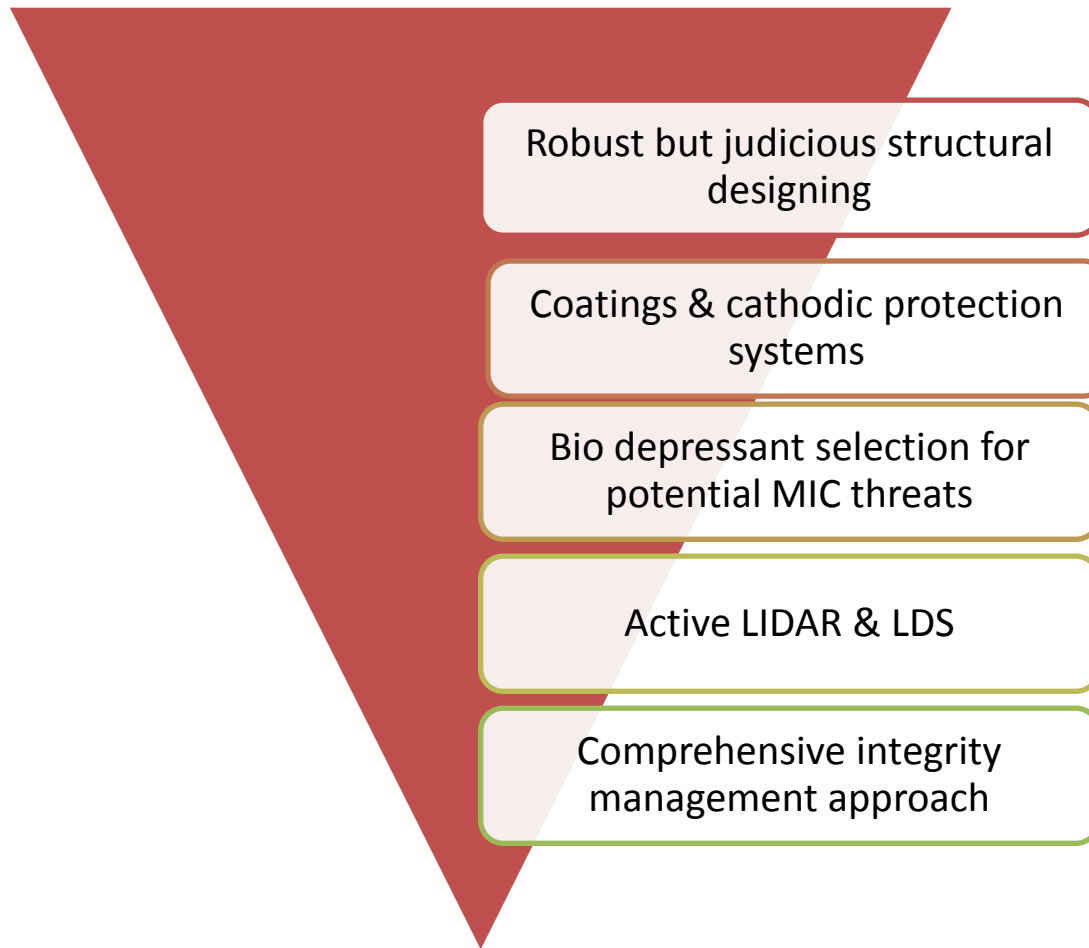 Robust but judicious structural
designing
Coatings & cathodic protection
systems
Bio depressant selection for
potential MIC threats
Active LIDAR & LDS
Comprehensive integrity
management approach